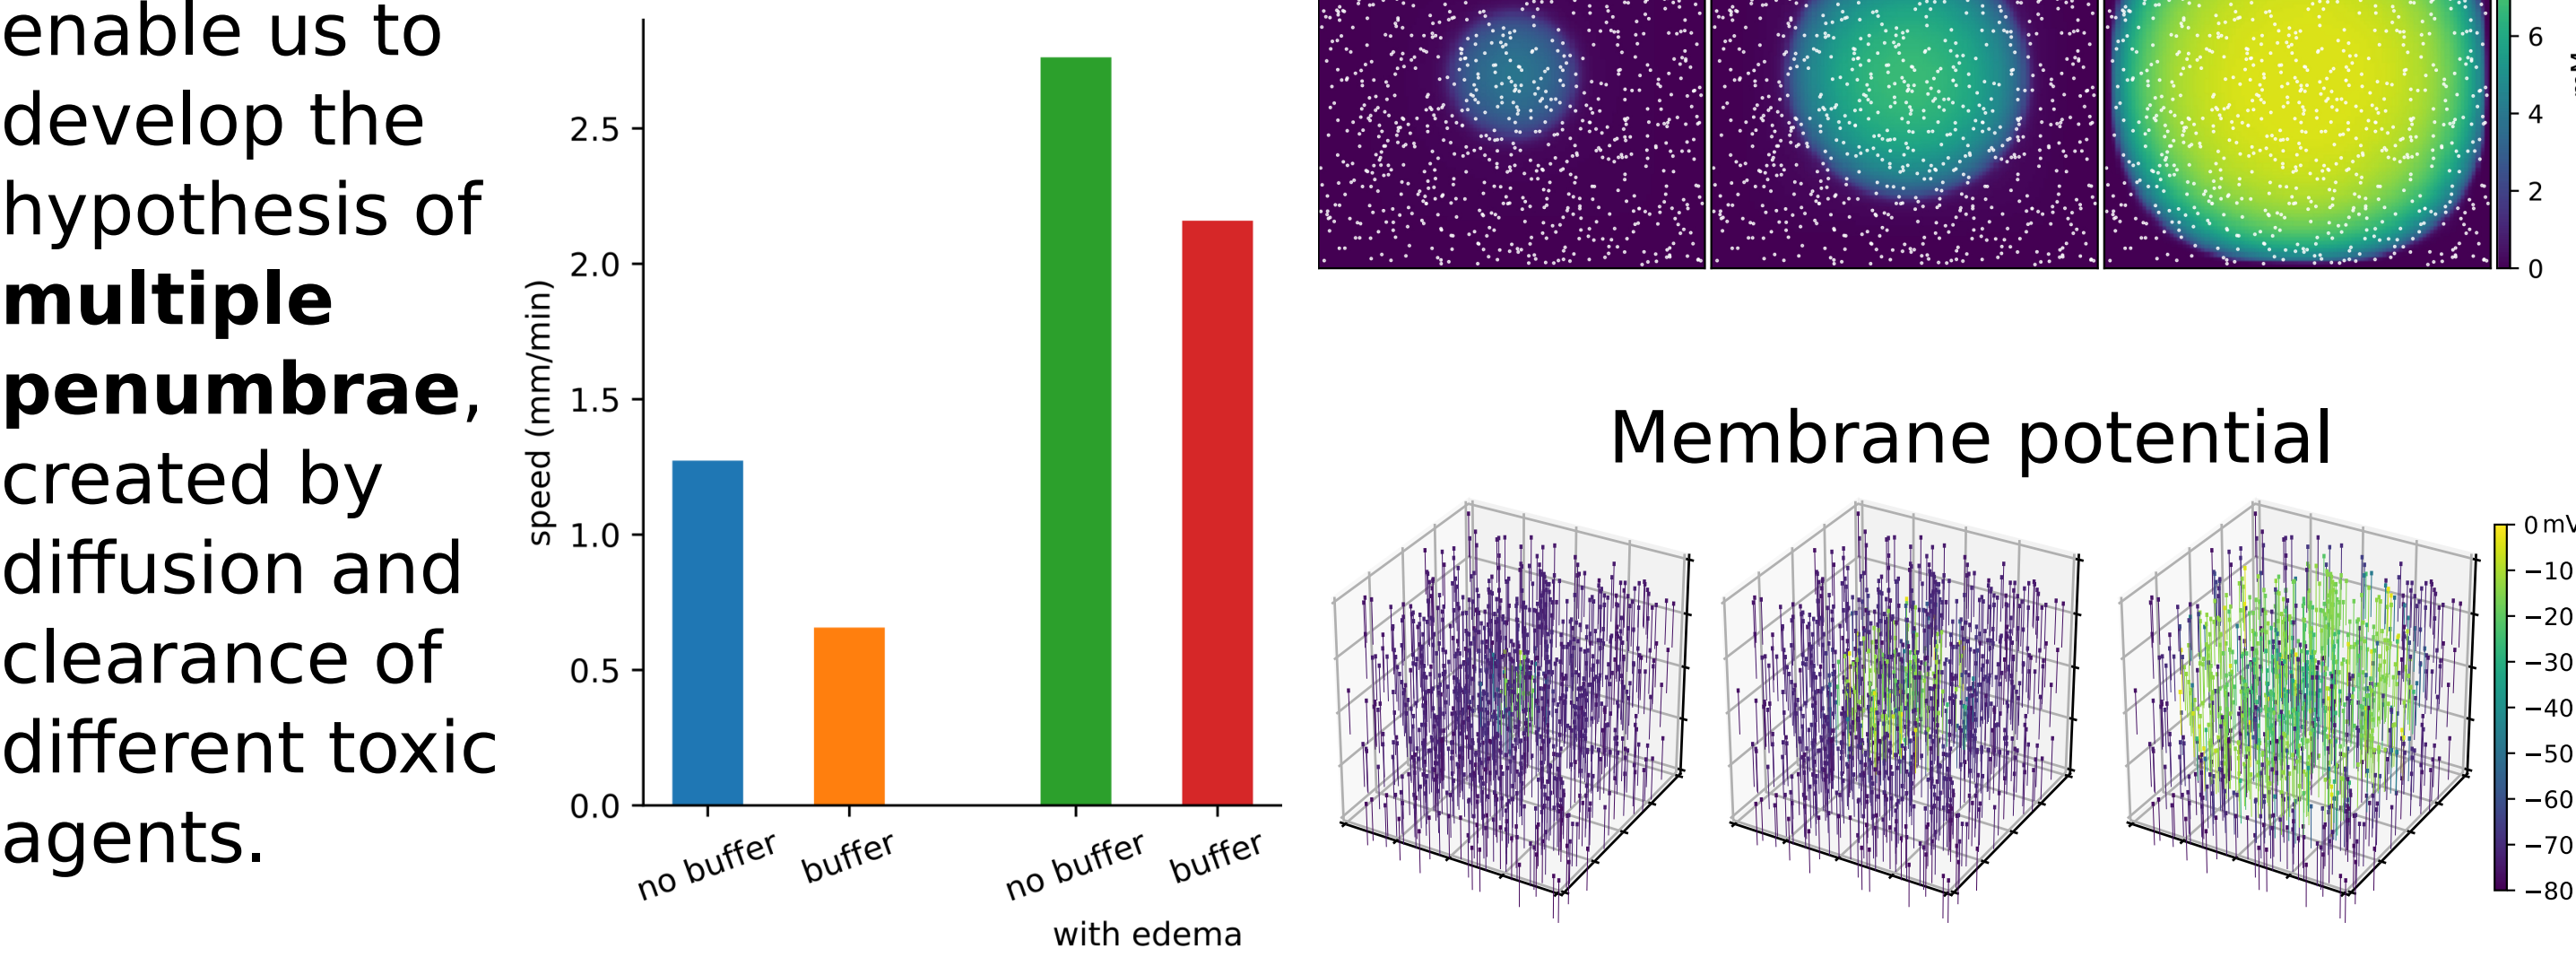 enable us to
develop the
hypothesis of
multiple
penumbrae,
created by
diffusion and
clearance of
different toxic
agents.
speed (mm/min)
2.5
2.0
1.5
1.0
0.5
0.0
no buffer
buffer
no buffer
buffer
with edema
6
4
2
0
Membrane potential
0 mV
−10
−20
−30
−40
−50
−60
−70
−80